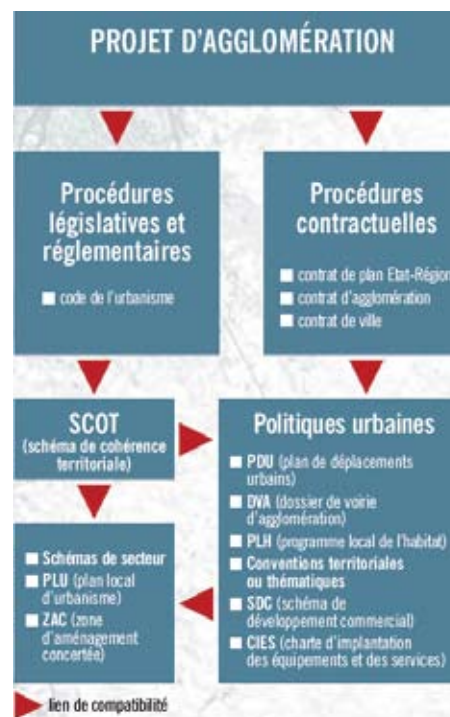 PROJET D'AGGLOMÉRATION
Procédures
législatives et
réglementaires
code de l'urbanisme
Procédures
contractuelles
contrat de plan Etat-Région
contrat d'agglomération
contrat de ville
SCOT
(schéma de cohérence
territoriale)
Politiques urbaines
PDU (plan de déplacements
urbains)
DVA (dossier de voirie
d'agglomération)
PLH (programme local de l'habitat)
Conventions territoriales
ou thématiques
SDC (schéma de
développement commercial)
CIES (charte d'implantation
des équipements et des services)
Schémas de secteur
PLU (plan local
d'urbanisme)
ZAC (zone
d'aménagement
concertée)
lien de compatibilité